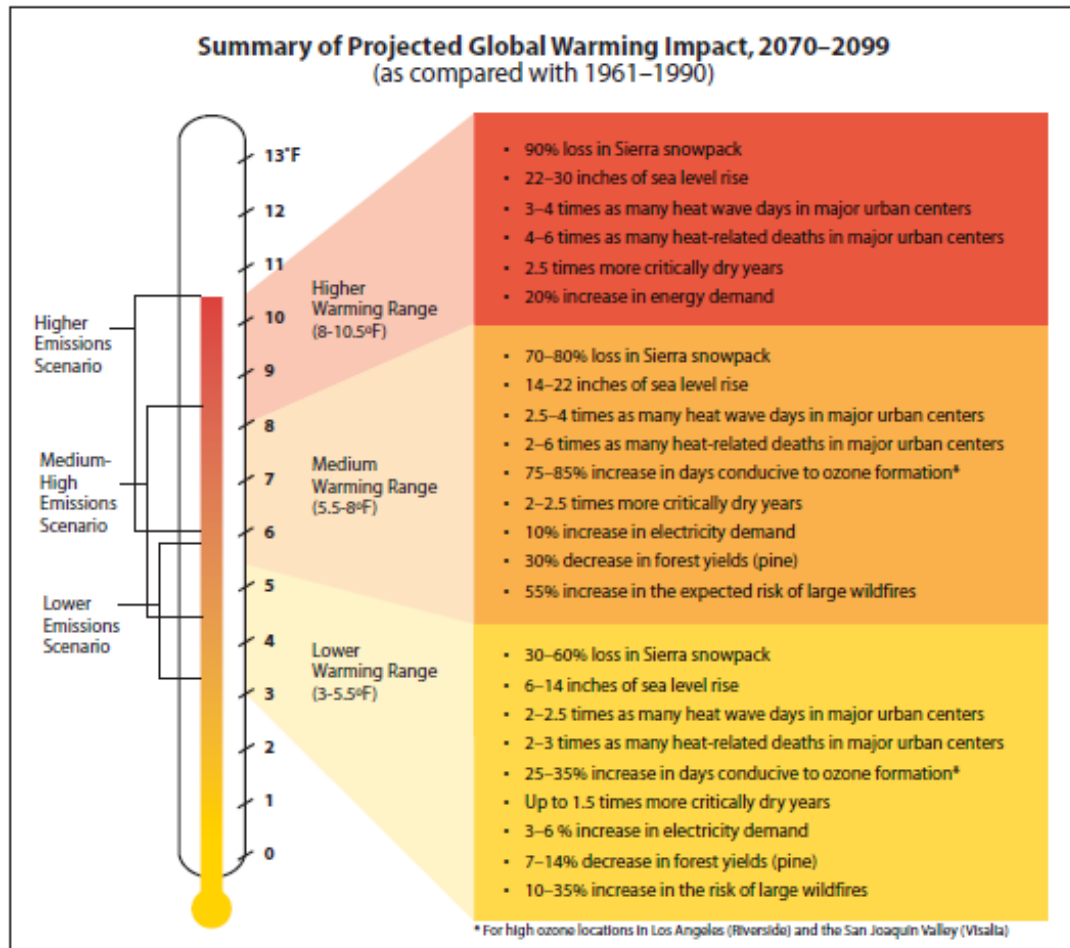 Summary of Projected Global Warming Impact, 2070–2099
(as compared with 1961–1990)
13°F
12
11
10
9
8
7
6
5
4
3
2
1
0
Higher
Emissions
Scenario
Medium-
High
Emissions
Scenario
Lower
Emissions
Scenario
Higher
Warming Range
(8-10.5ºF)
Medium
Warming Range
(5.5-8ºF)
Lower
Warming Range
(3-5.5ºF)
• 90% loss in Sierra snowpack
• 22–30 inches of sea level rise
• 3–4 times as many heat wave days in major urban centers
• 4–6 times as many heat-related deaths in major urban centers
• 2.5 times more critically dry years
• 20% increase in energy demand
• 70–80% loss in Sierra snowpack
• 14–22 inches of sea level rise
• 2.5–4 times as many heat wave days in major urban centers
• 2–6 times as many heat-related deaths in major urban centers
• 75–85% increase in days conducive to ozone formation*
• 2–2.5 times more critically dry years
• 10% increase in electricity demand
• 30% decrease in forest yields (pine)
• 55% increase in the expected risk of large wildfires
• 30–60% loss in Sierra snowpack
• 6–14 inches of sea level rise
• 2–2.5 times as many heat wave days in major urban centers
• 2–3 times as many heat-related deaths in major urban centers
• 25–35% increase in days conducive to ozone formation*
• Up to 1.5 times more critically dry years
• 3–6 % increase in electricity demand
• 7–14% decrease in forest yields (pine)
• 10–35% increase in the risk of large wildfires
* For high ozone locations in Los Angeles (Riverside) and the San Joaquin Valley (Visalia)